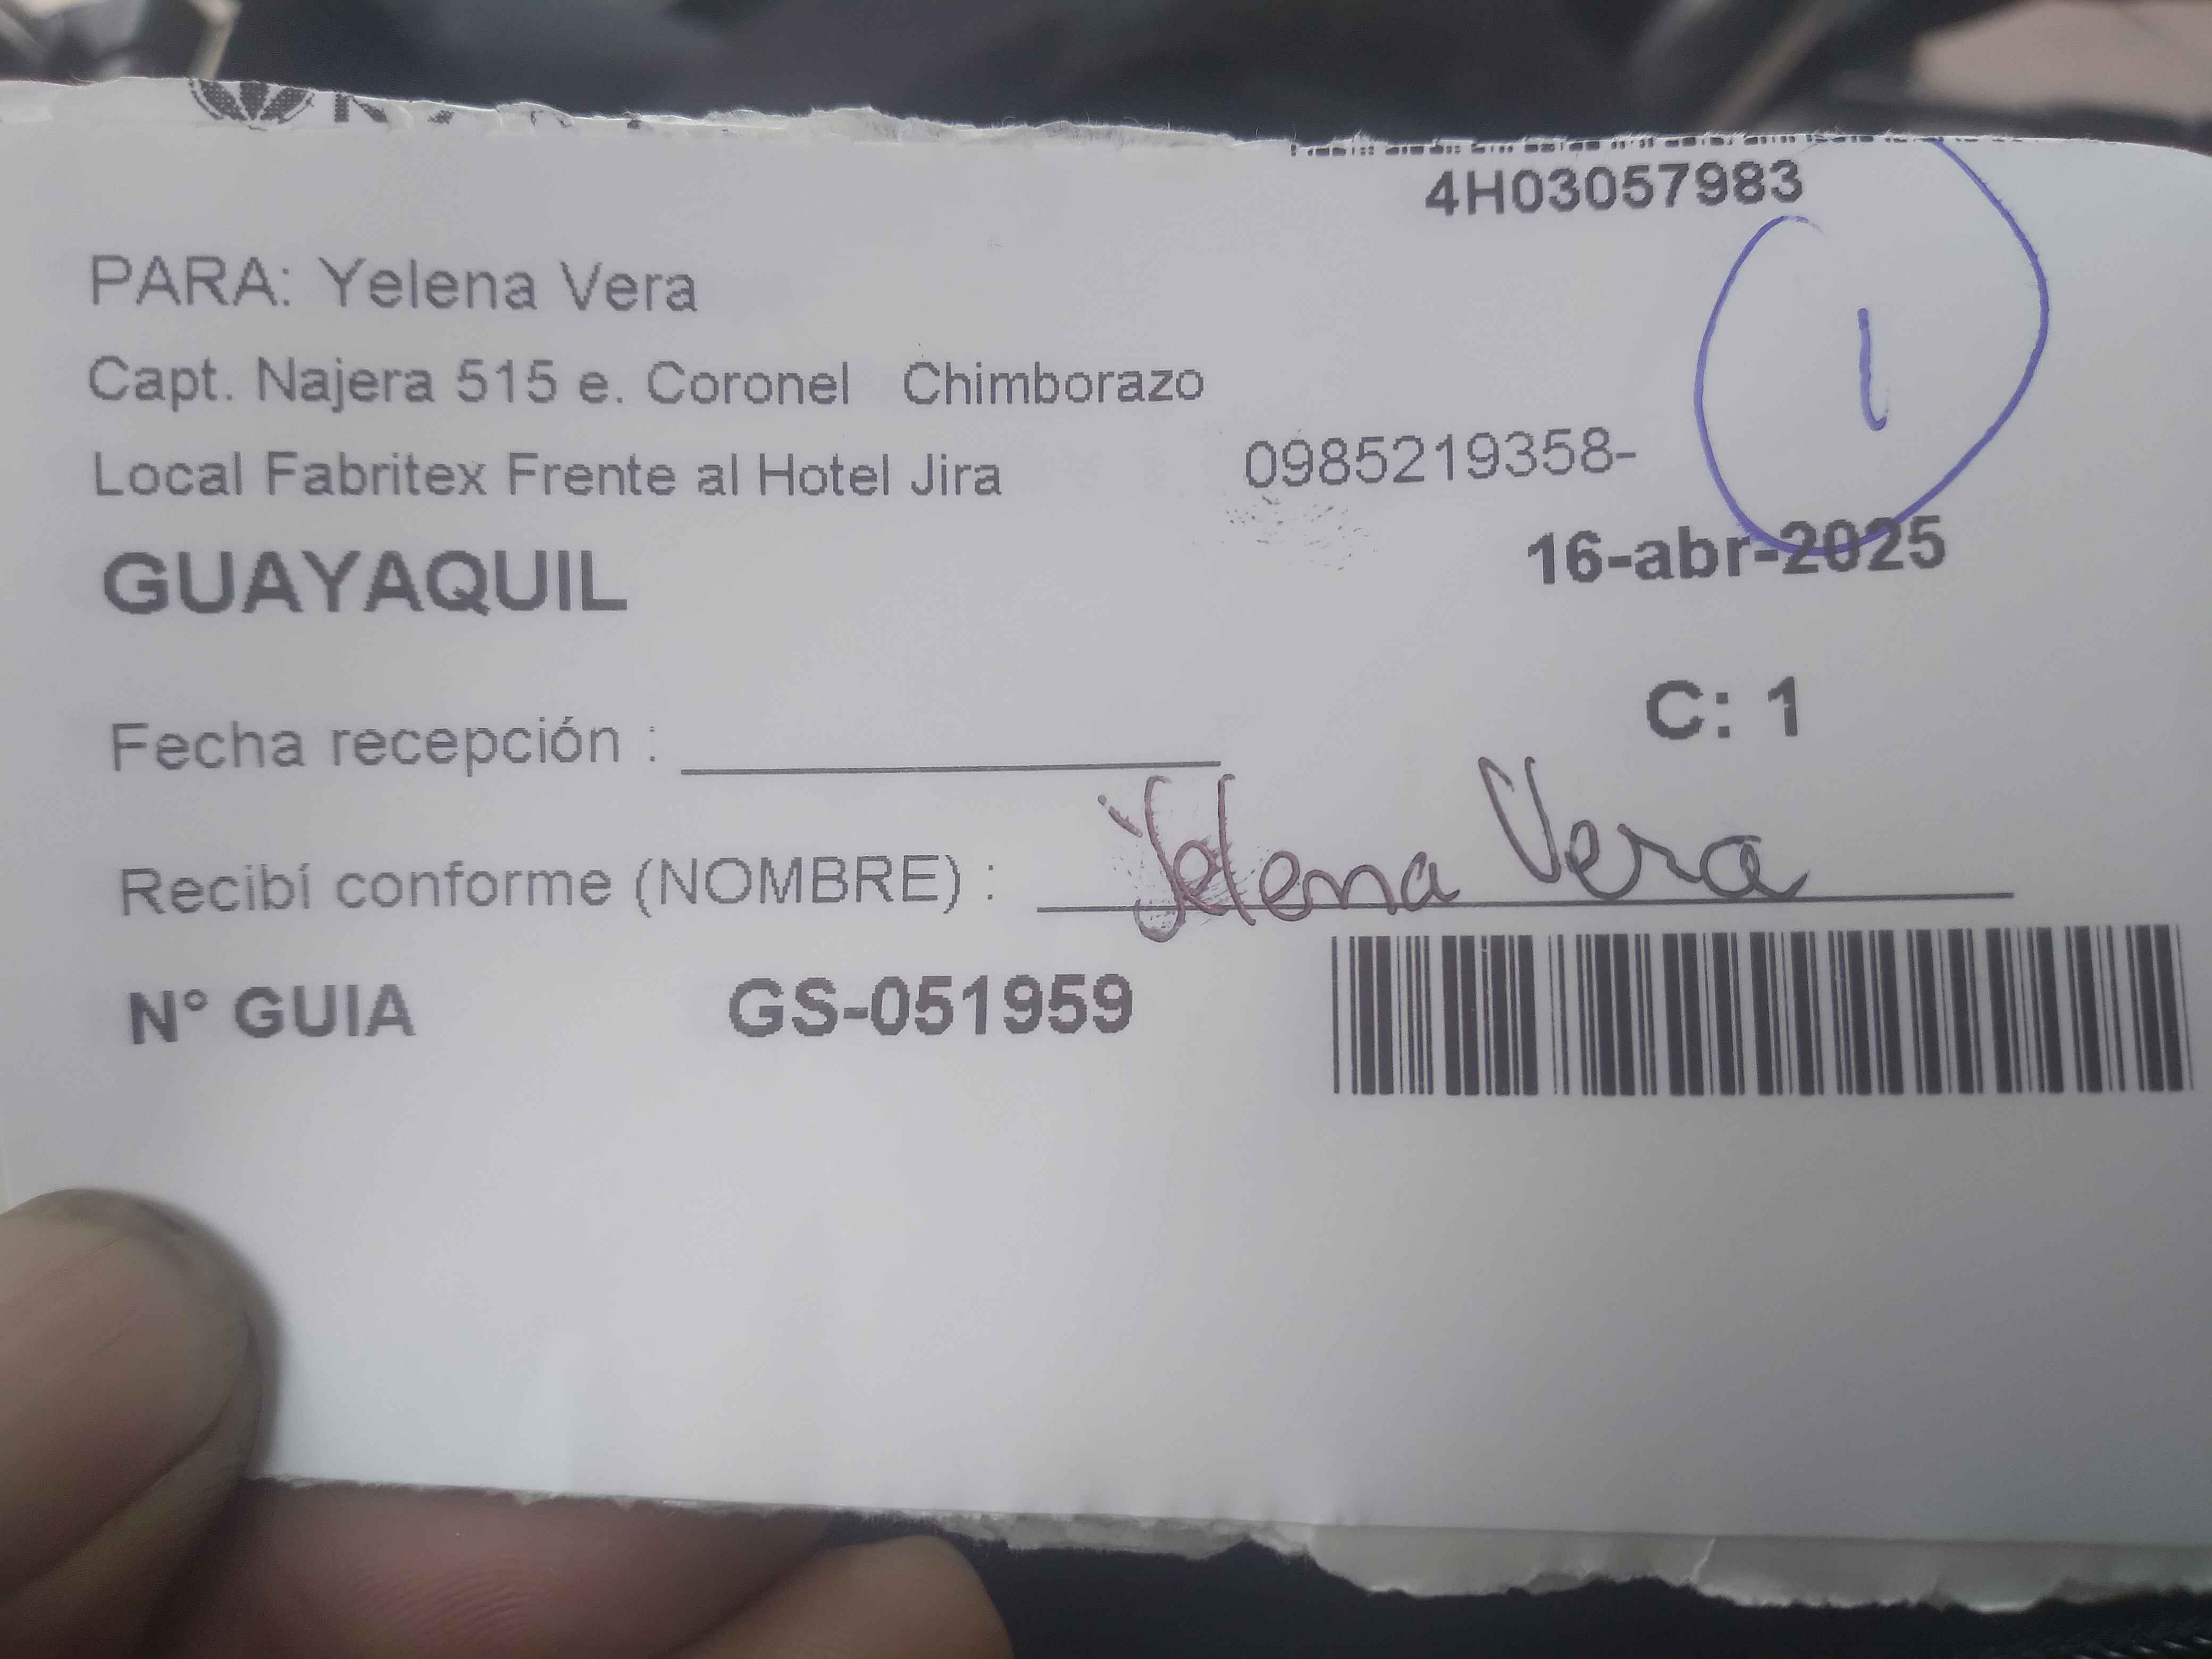 4H03057983
PARA: Yelena Vera
Capt. Najera 515 e. Coronel Chimborazo
Local Fabritex Frente al Hotel Jira 0985219358-
1
GUAYAQUIL 16-abr-2025
C: 1
Fecha recepción :
Recibí conforme (NOMBRE) : Yelena Vera
N° GUIA GS-051959